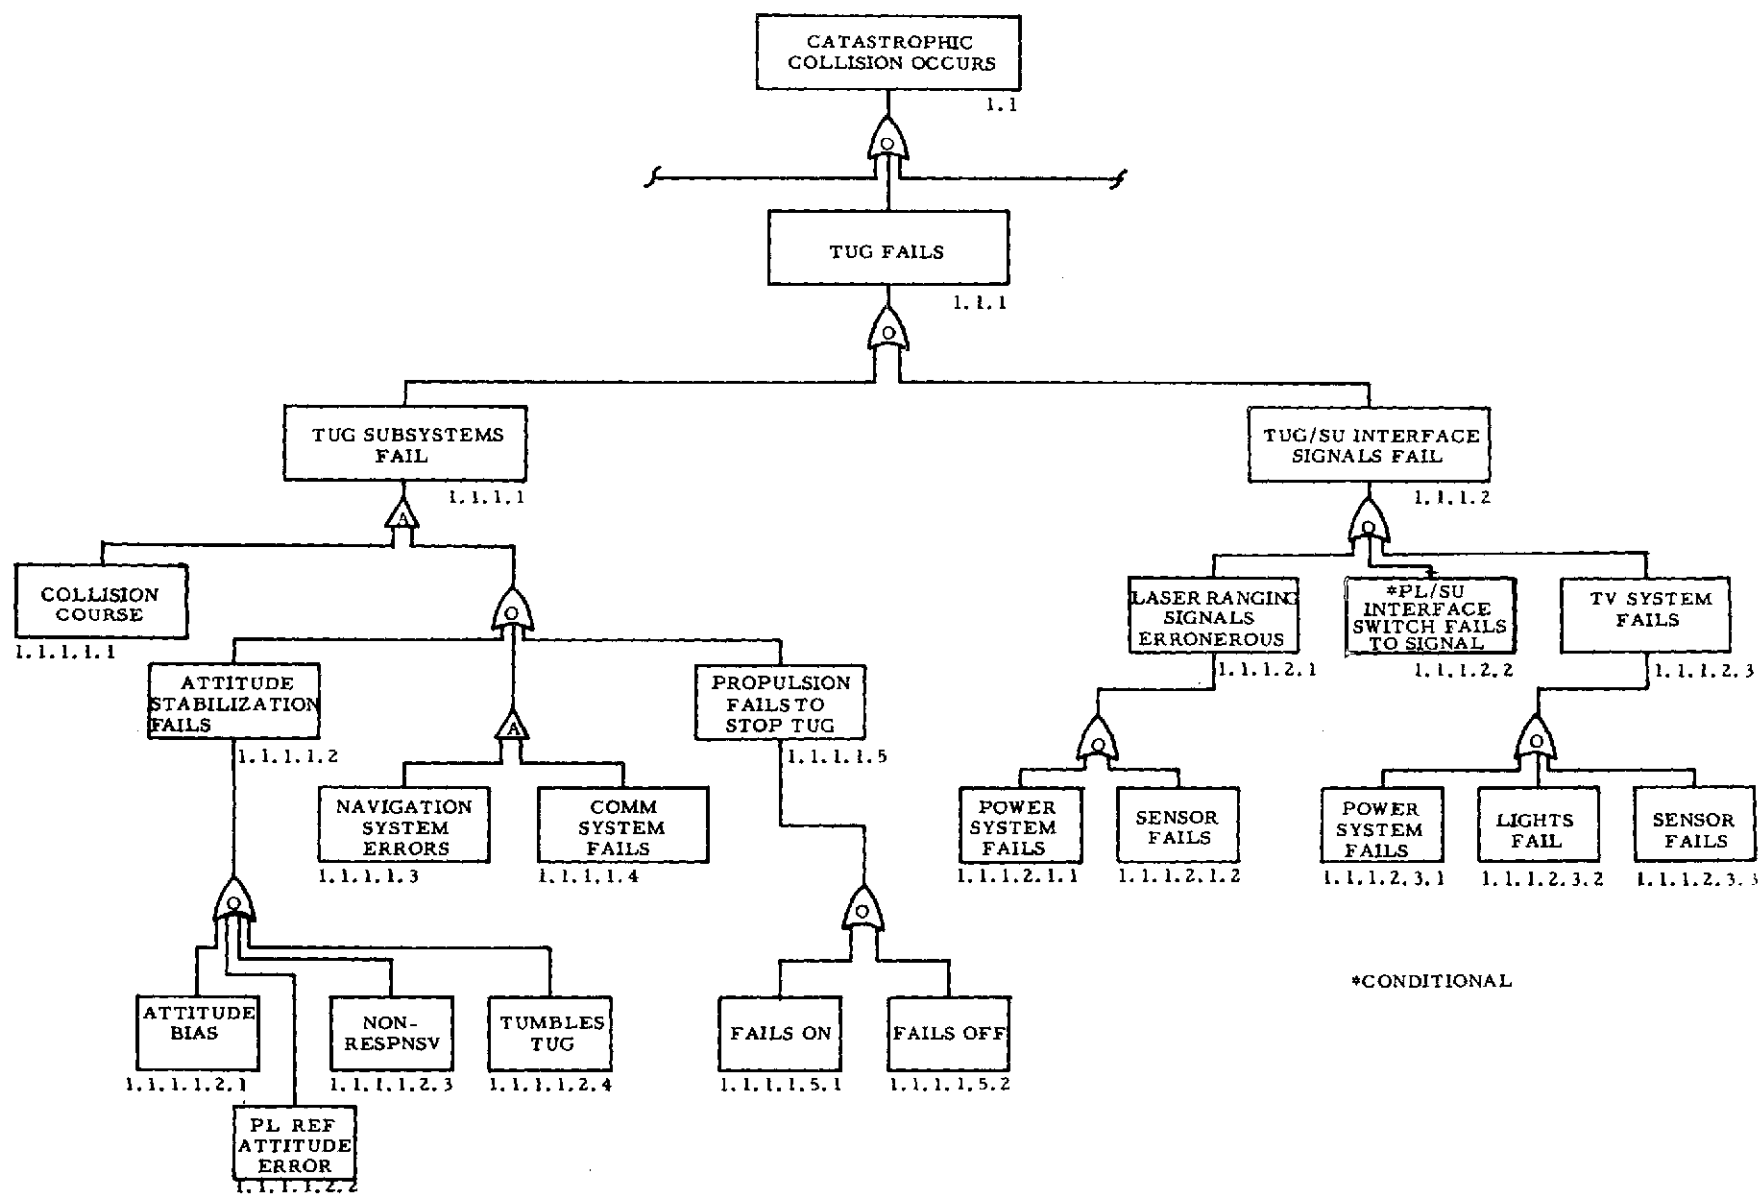 CATASTROPHIC
COLLISION OCCURS
1.1
O
TUG FAILS
1.1.1
O
TUG SUBSYSTEMS
FAIL
1.1.1.1
A
TUG/SU INTERFACE
SIGNALS FAIL
1.1.1.2
O
COLLISION
COURSE
1.1.1.1.1
O
LASER RANGING
SIGNALS
ERRONEROUS
1.1.1.2.1
*PL/SU
INTERFACE
SWITCH FAILS
TO SIGNAL
1.1.1.2.2
TV SYSTEM
FAILS
1.1.1.2.3
ATTITUDE
STABILIZATION
FAILS
1.1.1.1.2
A
PROPULSION
FAILS TO
STOP TUG
1.1.1.1.5
O
O
NAVIGATION
SYSTEM
ERRORS
1.1.1.1.3
COMM
SYSTEM
FAILS
1.1.1.1.4
POWER
SYSTEM
FAILS
1.1.1.2.1.1
SENSOR
FAILS
1.1.1.2.1.2
POWER
SYSTEM
FAILS
1.1.1.2.3.1
LIGHTS
FAIL
1.1.1.2.3.2
SENSOR
FAILS
1.1.1.2.3.3
O
O
ATTITUDE
BIAS
1.1.1.1.2.1
NON-
RESPNSV
1.1.1.1.2.3
TUMBLES
TUG
1.1.1.1.2.4
FAILS ON
1.1.1.1.5.1
FAILS OFF
1.1.1.1.5.2
*CONDITIONAL
PL REF
ATTITUDE
ERROR
1.1.1.1.2.2